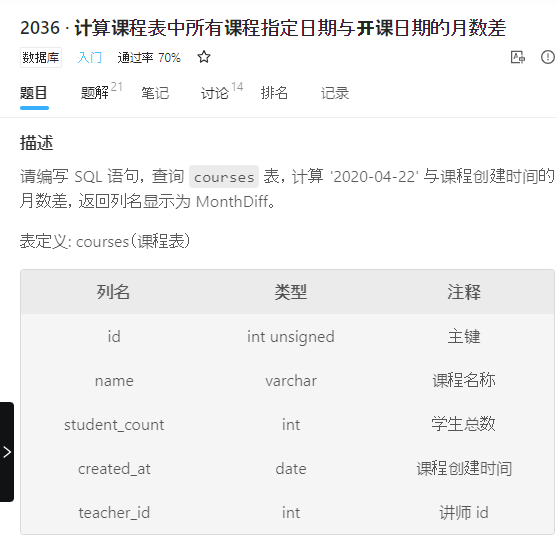 2036 · 计算课程表中所有课程指定日期与开课日期的月数差
数据库 入门 通过率 70%
题目 题解 21 笔记 讨论 14 排名 记录
描述
请编写 SQL 语句，查询 courses 表，计算 '2020-04-22' 与课程创建时间的
月数差，返回列名显示为 MonthDiff。
表定义: courses（课程表）
列名 类型 注释
id int unsigned 主键
name varchar 课程名称
student_count int 学生总数
created_at date 课程创建时间
teacher_id int 讲师 id